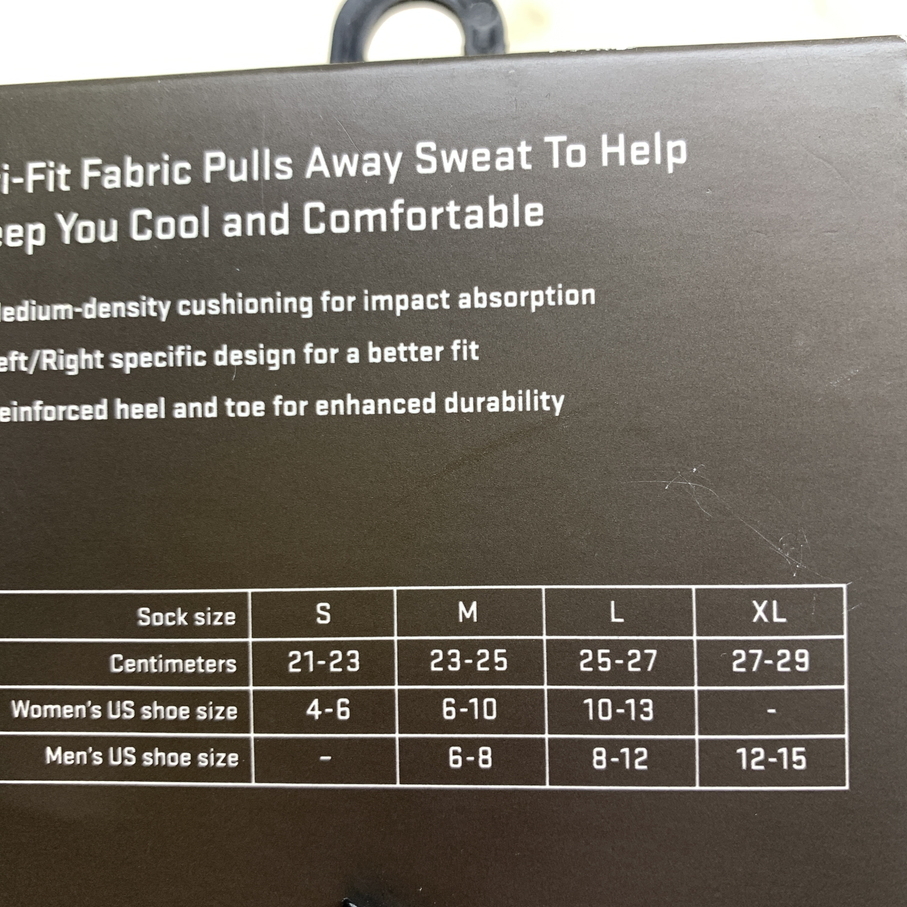 i-Fit Fabric Pulls Away Sweat To Help
eep You Cool and Comfortable
edium-density cushioning for impact absorption
eft/Right specific design for a better fit
einforced heel and toe for enhanced durability
Sock size S M L XL
Centimeters 21-23 23-25 25-27 27-29
Women's US shoe size 4-6 6-10 10-13 -
Men's US shoe size - 6-8 8-12 12-15